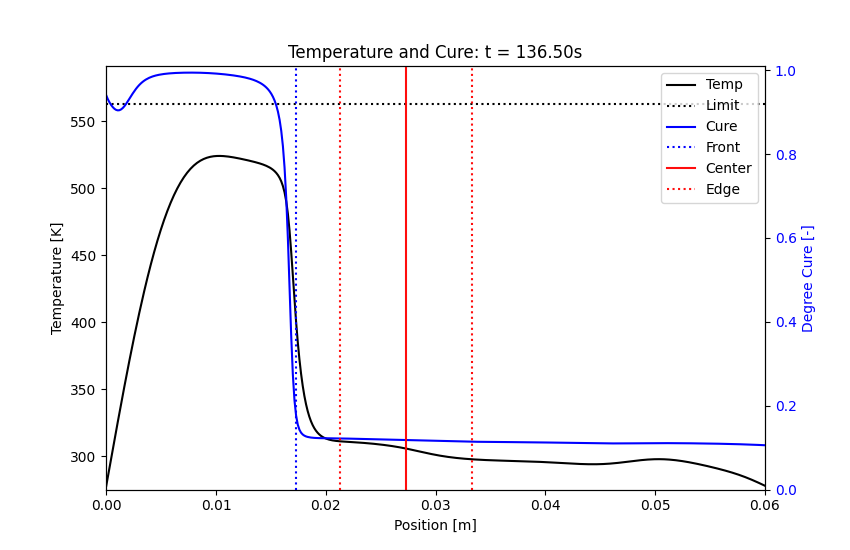 Temperature and Cure: t = 136.50s
Temp
Limit
Cure
Front
Center
Edge
Temperature [K]
550
500
450
400
350
300
Degree Cure [-]
1.0
0.8
0.6
0.4
0.2
0.0
0.00 0.01 0.02 0.03 0.04 0.05 0.06
Position [m]